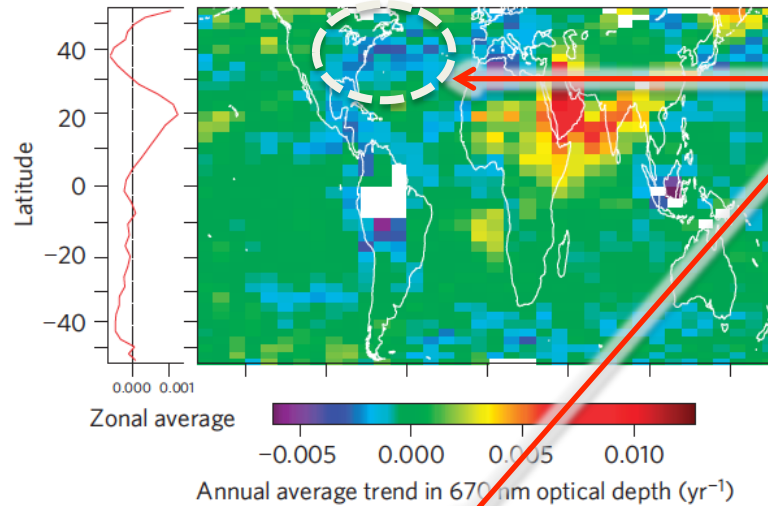 40
20
0
−20
−40
Latitude
0.000 0.001
Zonal average
−0.005 0.000 0.005 0.010
Annual average trend in 670 nm optical depth (yr⁻¹)